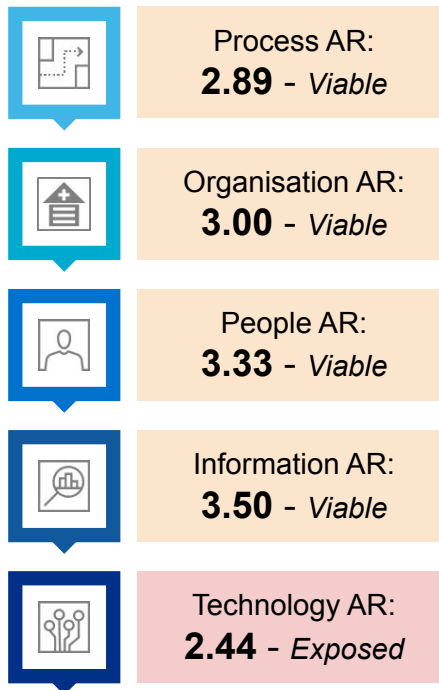 Process AR:
2.89 - Viable
Organisation AR:
3.00 - Viable
People AR:
3.33 - Viable
Information AR:
3.50 - Viable
Technology AR:
2.44 - Exposed